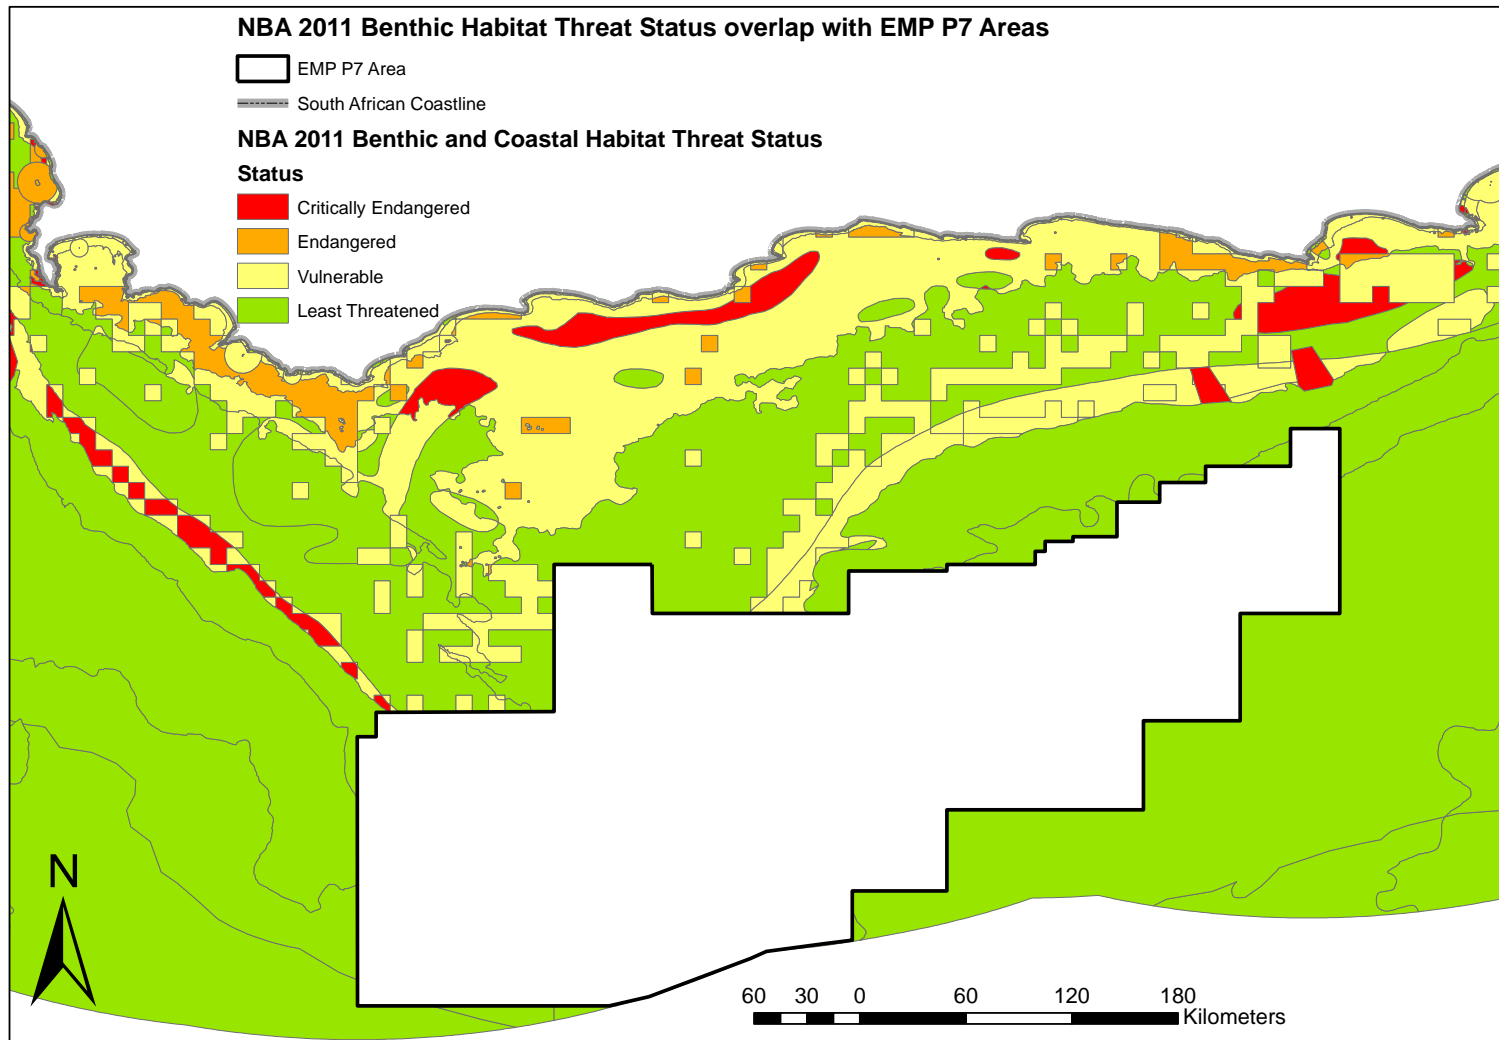 NBA 2011 Benthic Habitat Threat Status overlap with EMP P7 Areas
EMP P7 Area
South African Coastline
NBA 2011 Benthic and Coastal Habitat Threat Status
Status
Critically Endangered
Endangered
Vulnerable
Least Threatened
N
60 30 0 60 120 180
Kilometers